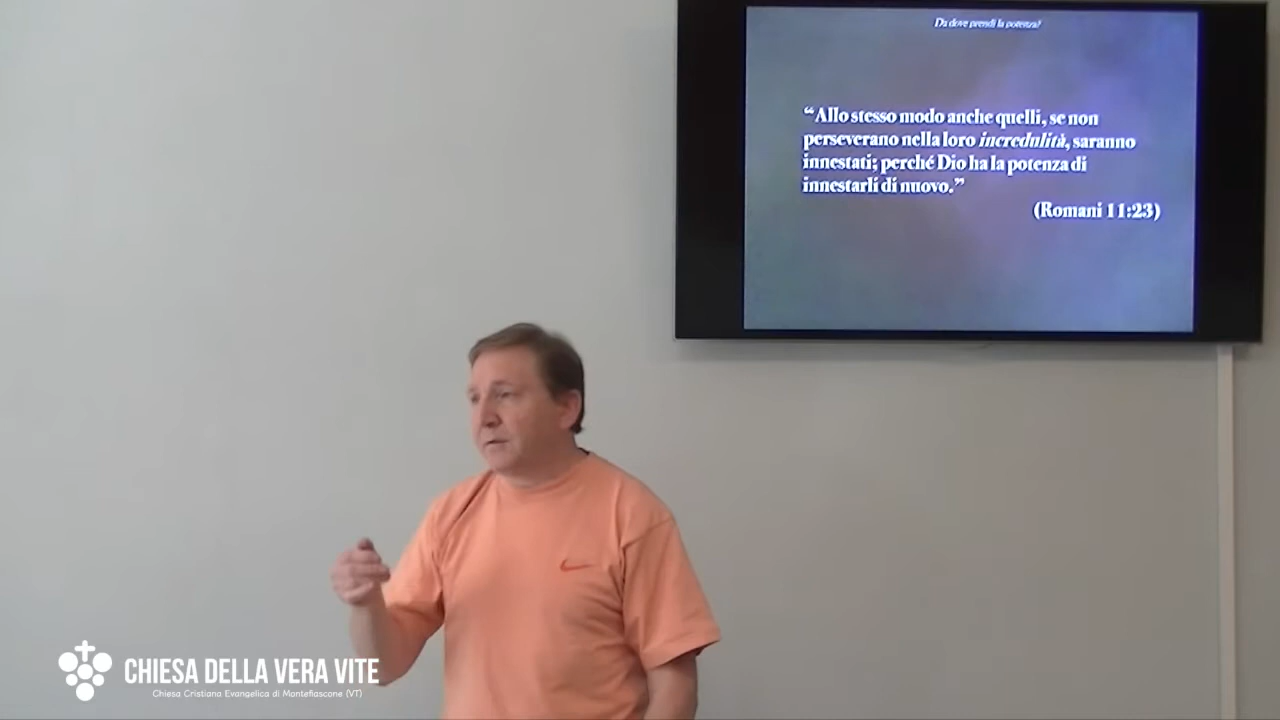 Da dove prendi la potenza?
“Allo stesso modo anche quelli, se non
perseverano nella loro incredulità, saranno
innestati; perché Dio ha la potenza di
innestarli di nuovo.”
(Romani 11:23)
CHIESA DELLA VERA VITE
Chiesa Cristiana Evangelica di Montefiascone (VT)